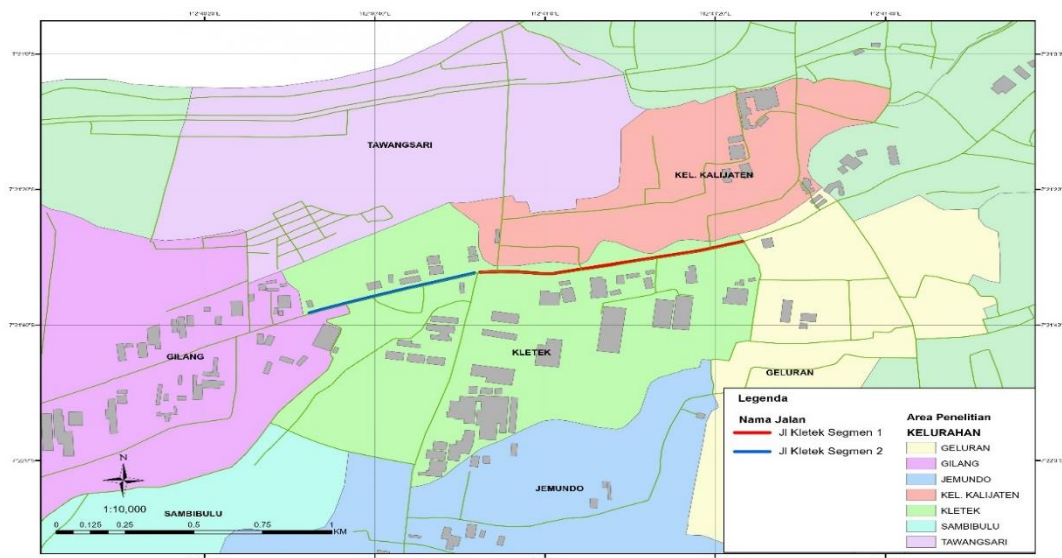 TAWANGSARI
KEL. KALIJATEN
GILANG
KLETEK
GELURAN
JEMUNDO
SAMBIBULU
N
1:10,000
0 0.125 0.25 0.5 0.75 1
KM
Legenda
Nama Jalan
Jl Kletek Segmen 1
Jl Kletek Segmen 2
Area Penelitian
KELURAHAN
GELURAN
GILANG
JEMUNDO
KEL. KALIJATEN
KLETEK
SAMBIBULU
TAWANGSARI